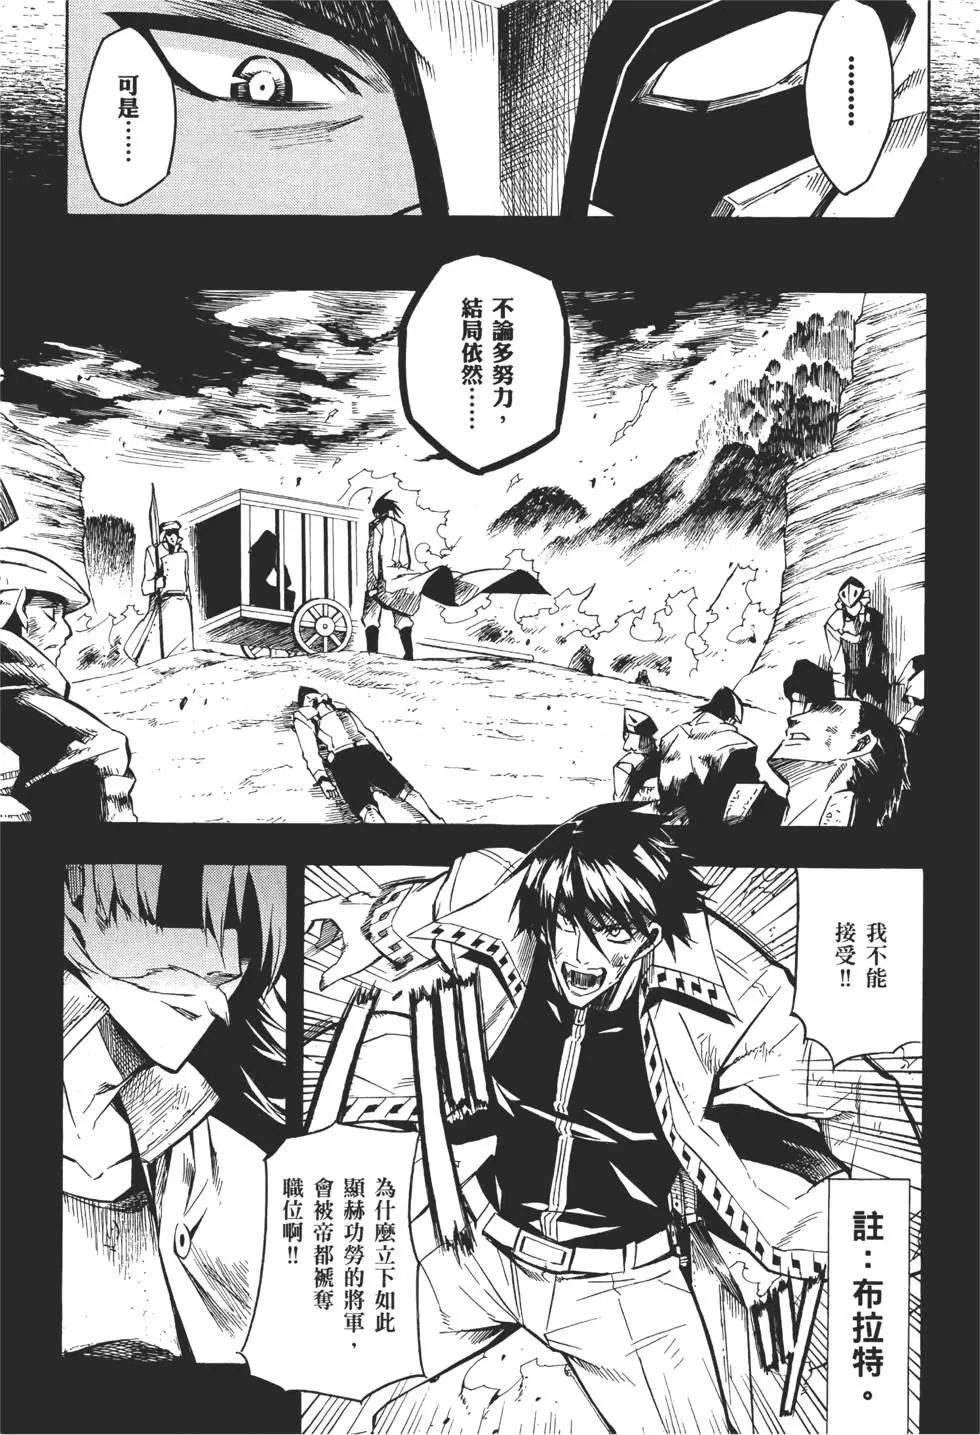 ………
可是……
不論多努力，
結局依然……
我不能
接受!!
註：布拉特。
為什麼立下如此
顯赫功勞的將軍，
會被帝都褫奪
職位啊!!